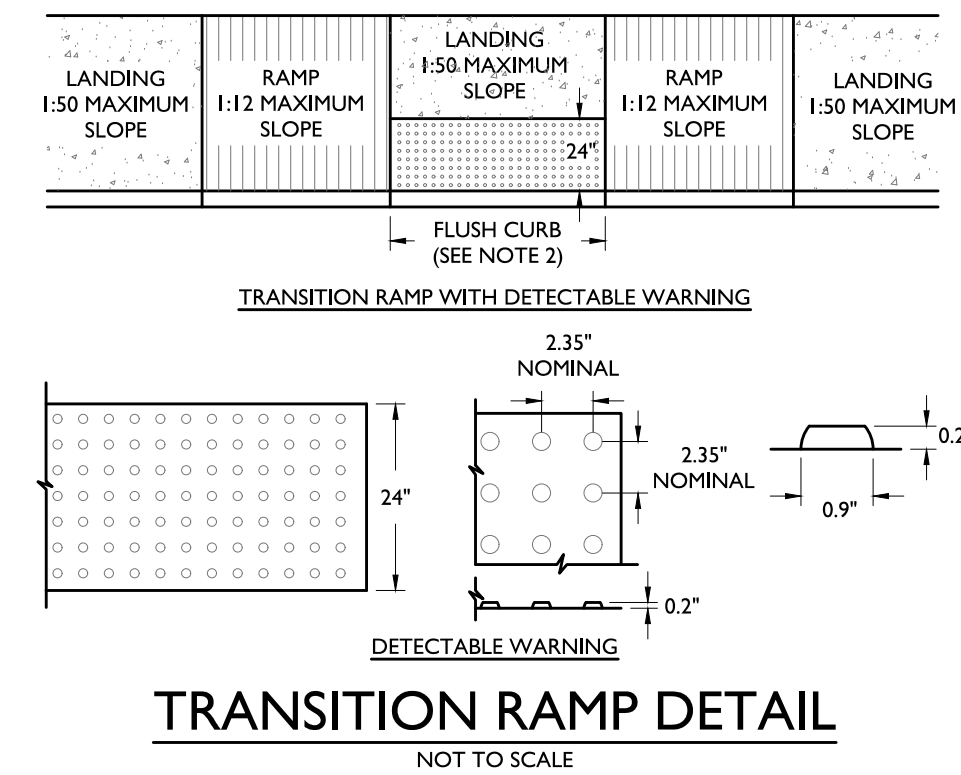 LANDING
1:50 MAXIMUM
SLOPE
RAMP
1:12 MAXIMUM
SLOPE
LANDING
1:50 MAXIMUM
SLOPE
24"
RAMP
1:12 MAXIMUM
SLOPE
LANDING
1:50 MAXIMUM
SLOPE
FLUSH CURB
(SEE NOTE 2)
TRANSITION RAMP WITH DETECTABLE WARNING
24"
2.35"
NOMINAL
2.35"
NOMINAL
0.2"
0.9"
0.2
DETECTABLE WARNING
TRANSITION RAMP DETAIL
NOT TO SCALE